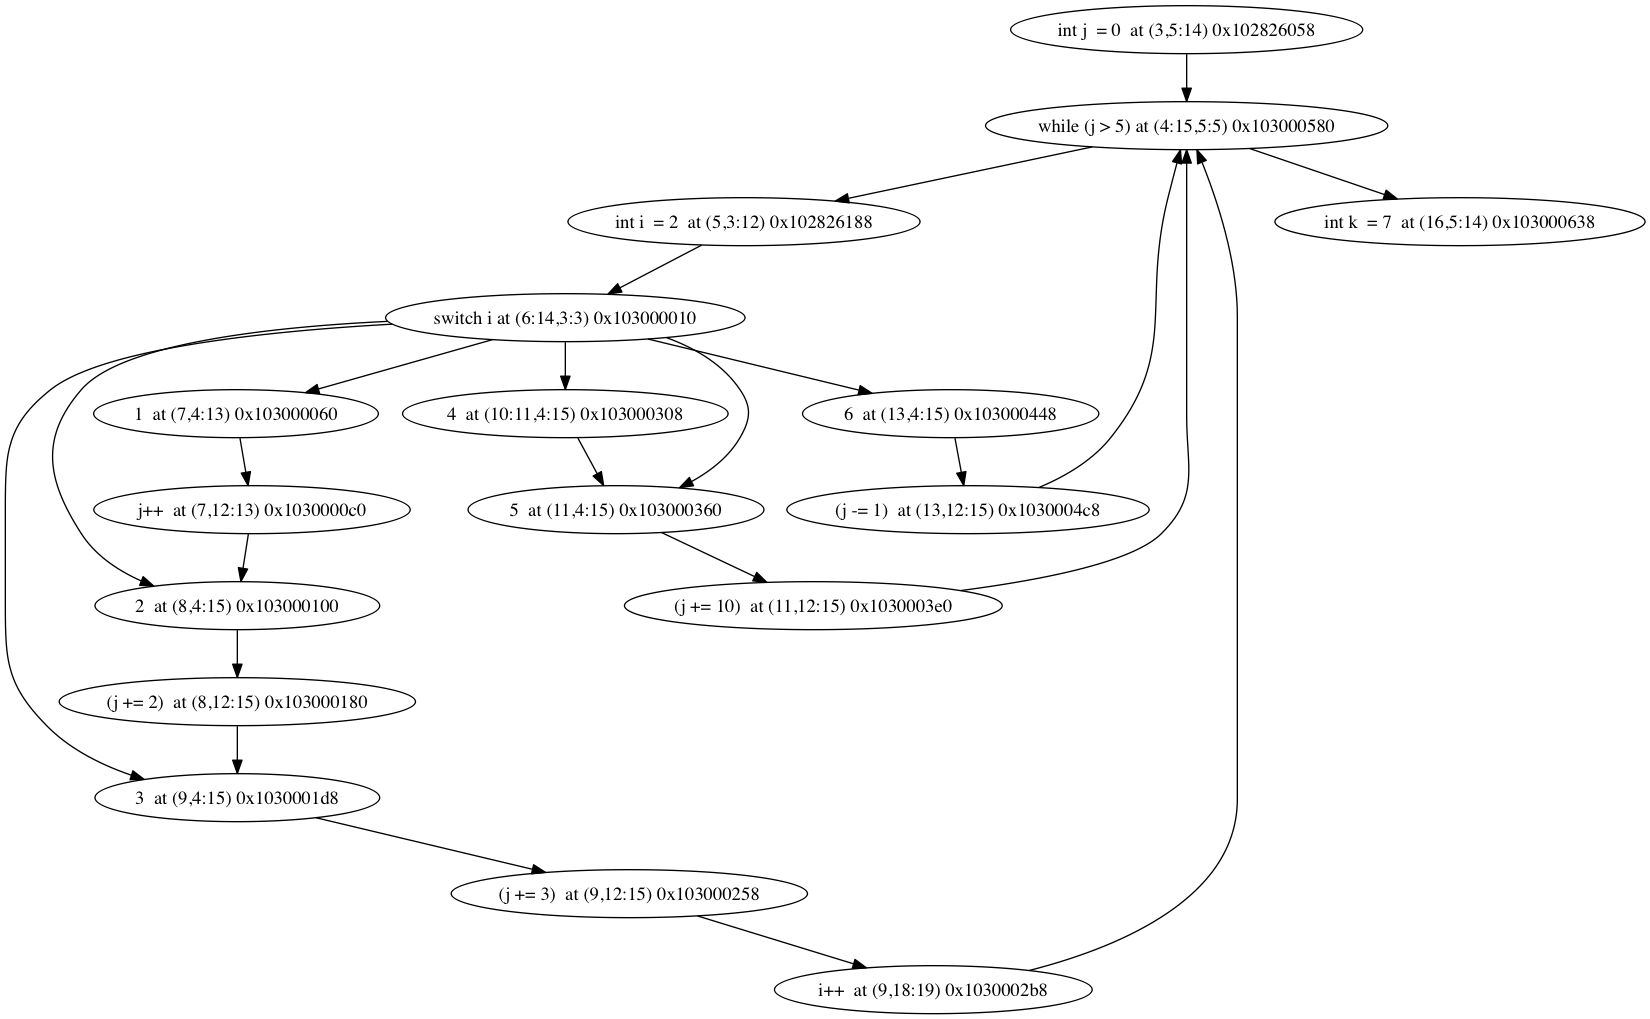 int j  = 0  at (3,5:14) 0x102826058
while (j > 5) at (4:15,5:5) 0x103000580
int i  = 2  at (5,3:12) 0x102826188
int k  = 7  at (16,5:14) 0x103000638
switch i at (6:14,3:3) 0x103000010
1  at (7,4:13) 0x103000060
4  at (10:11,4:15) 0x103000308
6  at (13,4:15) 0x103000448
j++  at (7,12:13) 0x1030000c0
5  at (11,4:15) 0x103000360
(j -= 1)  at (13,12:15) 0x1030004c8
2  at (8,4:15) 0x103000100
(j += 10)  at (11,12:15) 0x1030003e0
(j += 2)  at (8,12:15) 0x103000180
3  at (9,4:15) 0x1030001d8
(j += 3)  at (9,12:15) 0x103000258
i++  at (9,18:19) 0x1030002b8